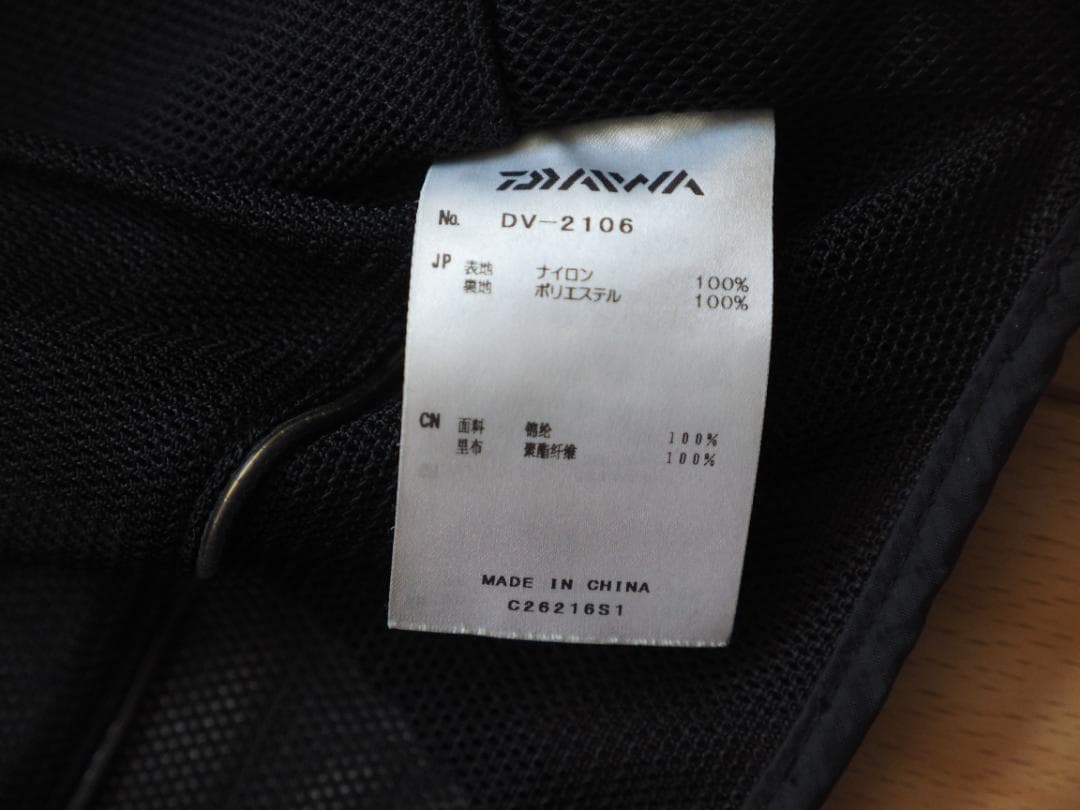 DAIWA
No. DV-2106
JP 表地 ナイロン 100%
裏地 ポリエステル 100%
CN 面料 锦纶 100%
里布 聚酯纤维 100%
MADE IN CHINA
C26216S1